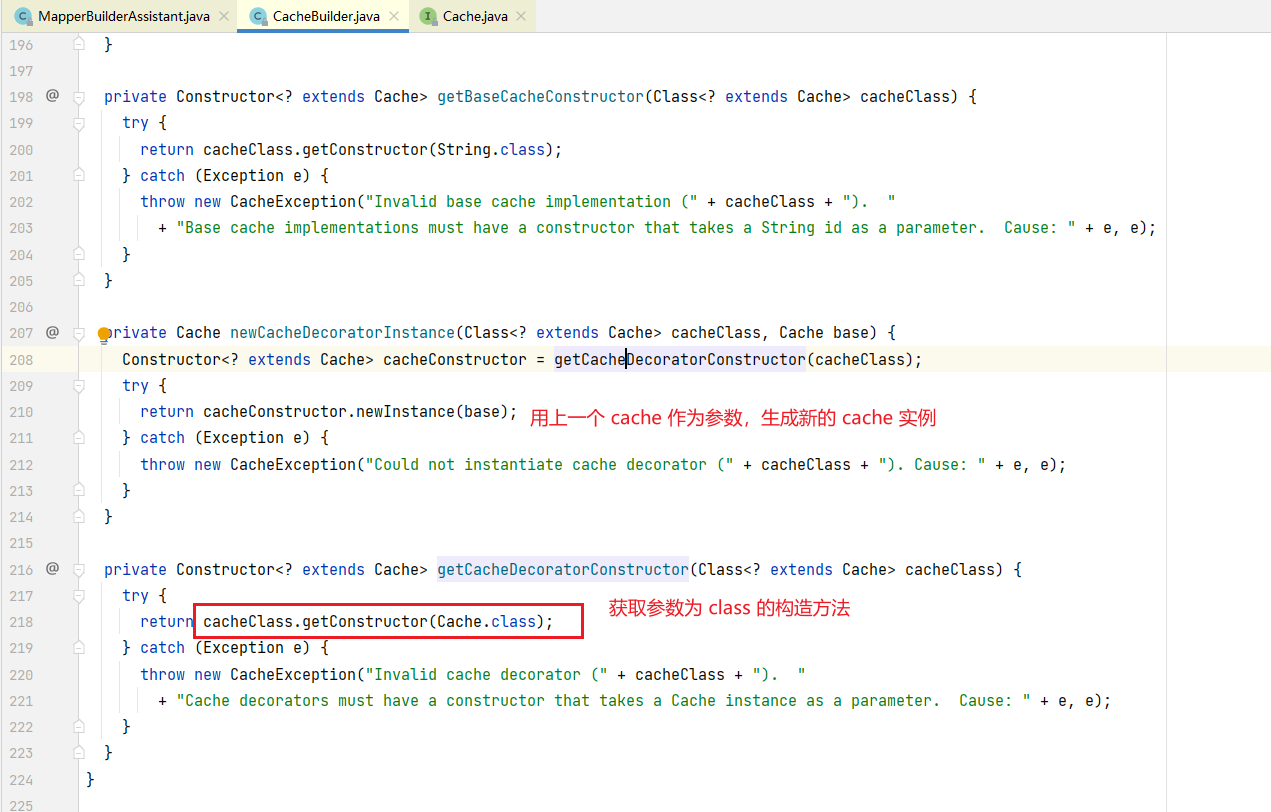 MapperBuilderAssistant.java CacheBuilder.java Cache.java
196 }
197
198 @ private Constructor<? extends Cache> getBaseCacheConstructor(Class<? extends Cache> cacheClass) {
199 try {
200 return cacheClass.getConstructor(String.class);
201 } catch (Exception e) {
202 throw new CacheException("Invalid base cache implementation (" + cacheClass + ").  "
203 + "Base cache implementations must have a constructor that takes a String id as a parameter.  Cause: " + e, e);
204 }
205 }
206
207 @ private Cache newCacheDecoratorInstance(Class<? extends Cache> cacheClass, Cache base) {
208 Constructor<? extends Cache> cacheConstructor = getCacheDecoratorConstructor(cacheClass);
209 try {
210 return cacheConstructor.newInstance(base); 用上一个 cache 作为参数，生成新的 cache 实例
211 } catch (Exception e) {
212 throw new CacheException("Could not instantiate cache decorator (" + cacheClass + "). Cause: " + e, e);
213 }
214 }
215
216 @ private Constructor<? extends Cache> getCacheDecoratorConstructor(Class<? extends Cache> cacheClass) {
217 try {
218 return cacheClass.getConstructor(Cache.class); 获取参数为 class 的构造方法
219 } catch (Exception e) {
220 throw new CacheException("Invalid cache decorator (" + cacheClass + ").  "
221 + "Cache decorators must have a constructor that takes a Cache instance as a parameter.  Cause: " + e, e);
222 }
223 }
224 }
225